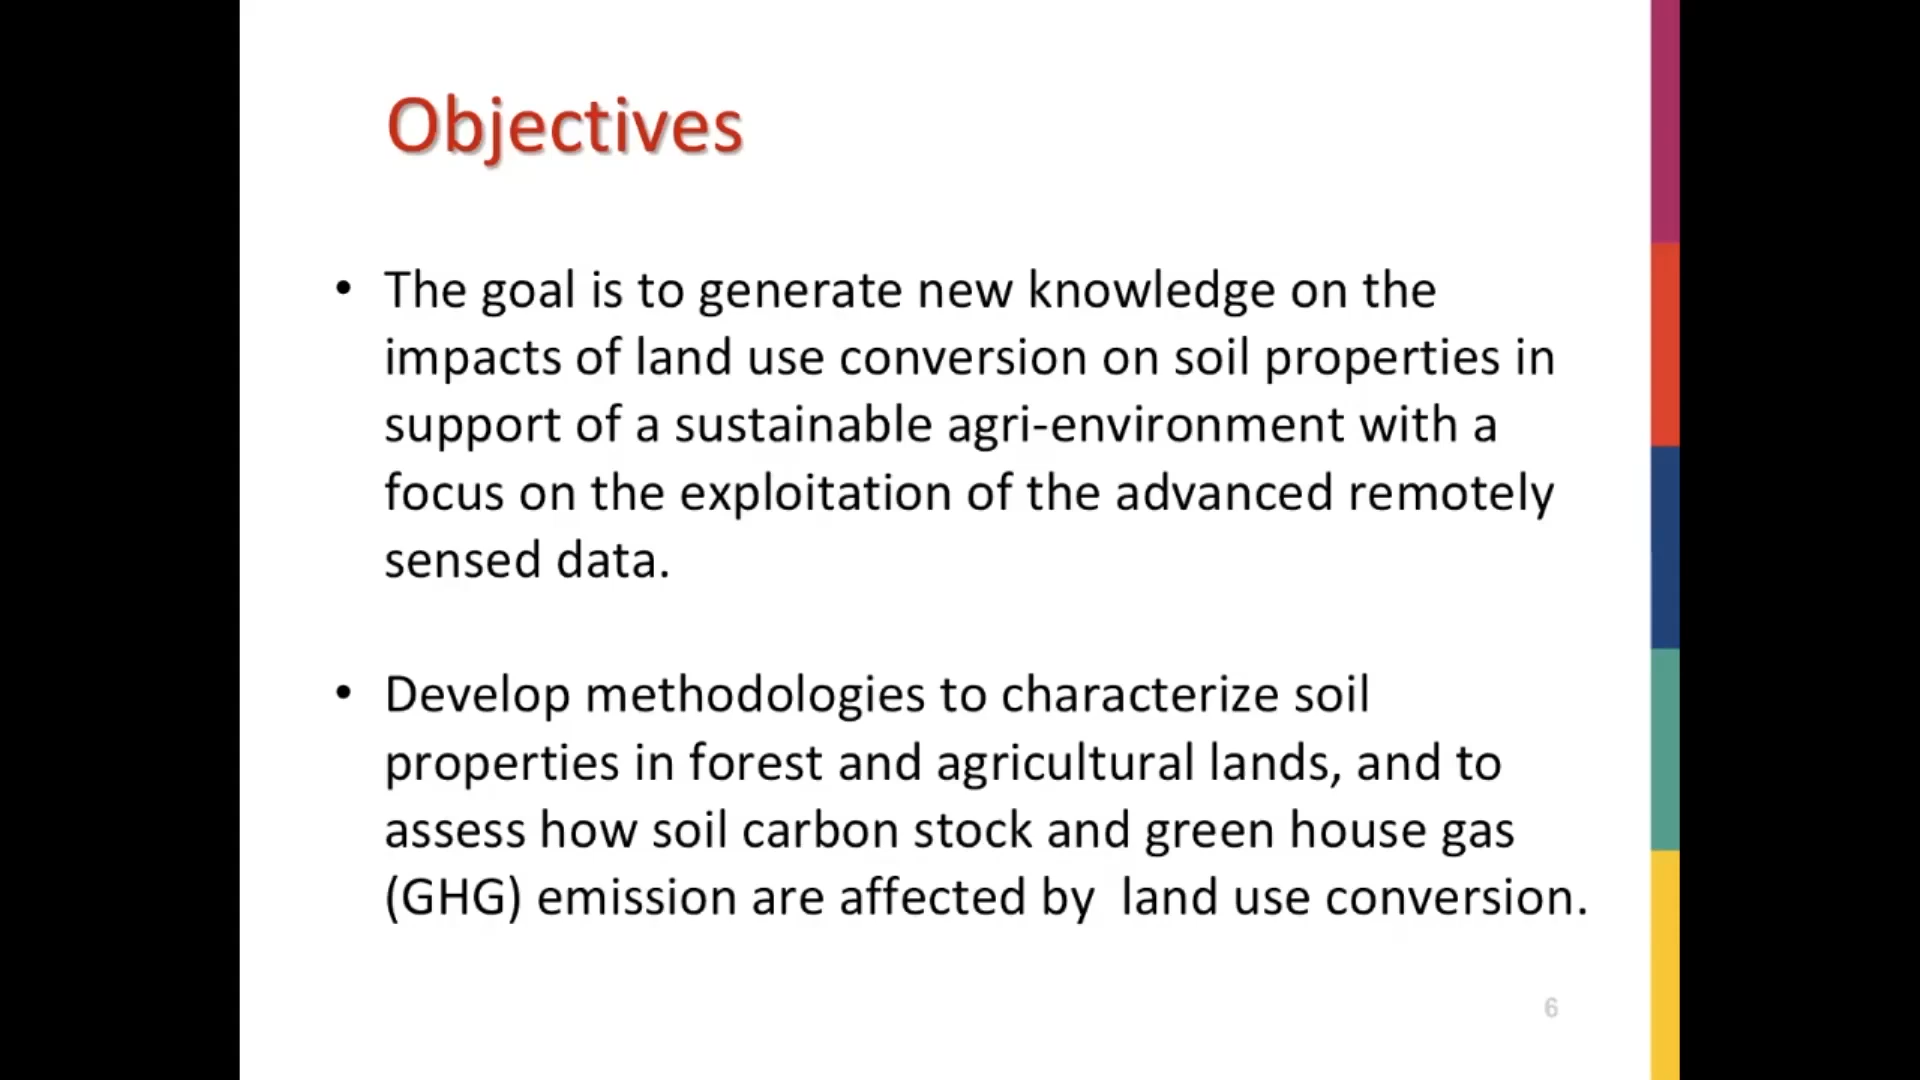 Objectives
• The goal is to generate new knowledge on the
impacts of land use conversion on soil properties in
support of a sustainable agri-environment with a
focus on the exploitation of the advanced remotely
sensed data.
• Develop methodologies to characterize soil
properties in forest and agricultural lands, and to
assess how soil carbon stock and green house gas
(GHG) emission are affected by  land use conversion.
6